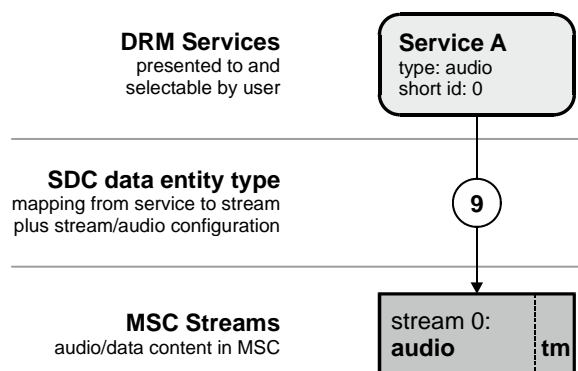 DRM Services
presented to and
selectable by user
Service A
type: audio
short id: 0
SDC data entity type
mapping from service to stream
plus stream/audio configuration
9
MSC Streams
audio/data content in MSC
stream 0:
audio
tm